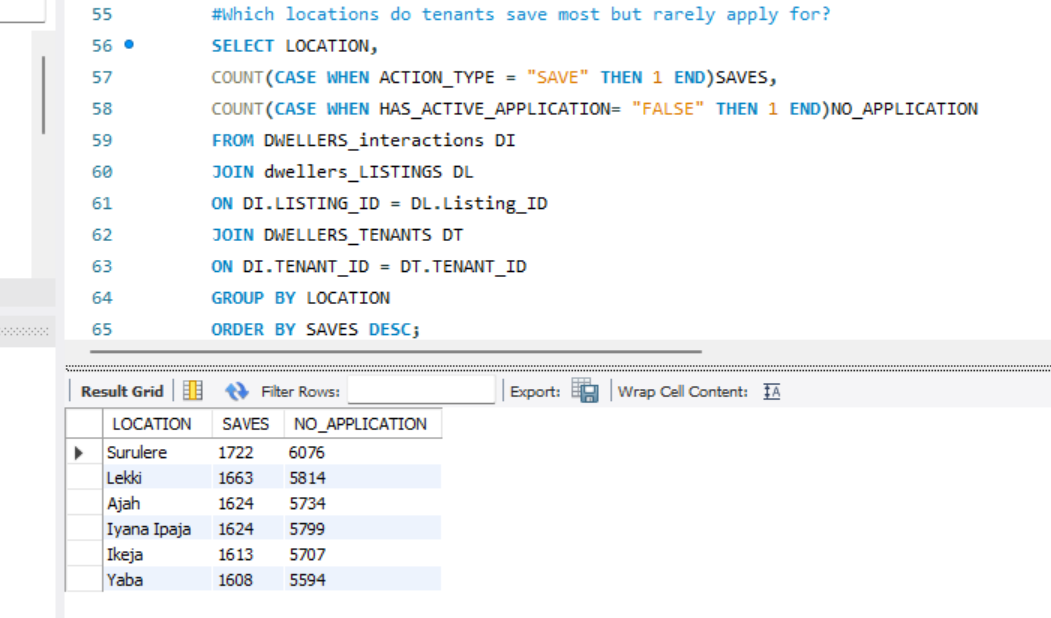 55 #Which locations do tenants save most but rarely apply for?
56 SELECT LOCATION,
57 COUNT(CASE WHEN ACTION_TYPE = "SAVE" THEN 1 END)SAVES,
58 COUNT(CASE WHEN HAS_ACTIVE_APPLICATION= "FALSE" THEN 1 END)NO_APPLICATION
59 FROM DWELLERS_interactions DI
60 JOIN dwellers_LISTINGS DL
61 ON DI.LISTING_ID = DL.Listing_ID
62 JOIN DWELLERS_TENANTS DT
63 ON DI.TENANT_ID = DT.TENANT_ID
64 GROUP BY LOCATION
65 ORDER BY SAVES DESC;
Result Grid Filter Rows: Export: Wrap Cell Content:
LOCATION SAVES NO_APPLICATION
Surulere 1722 6076
Lekki 1663 5814
Ajah 1624 5734
Iyana Ipaja 1624 5799
Ikeja 1613 5707
Yaba 1608 5594